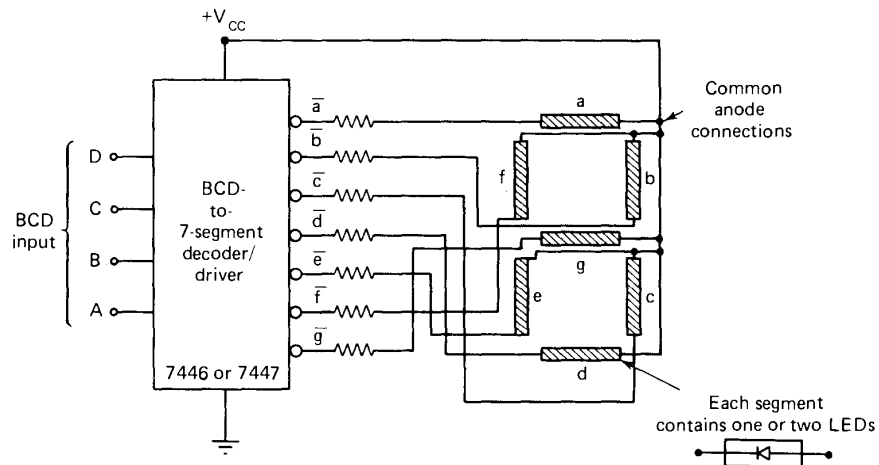 +V_CC
BCD
input
D
C
B
A
BCD-
to-
7-segment
decoder/
driver
7446 or 7447
a̅
b̅
c̅
d̅
e̅
f̅
g̅
a
f
b
g
e
c
d
Common
anode
connections
Each segment
contains one or two LEDs